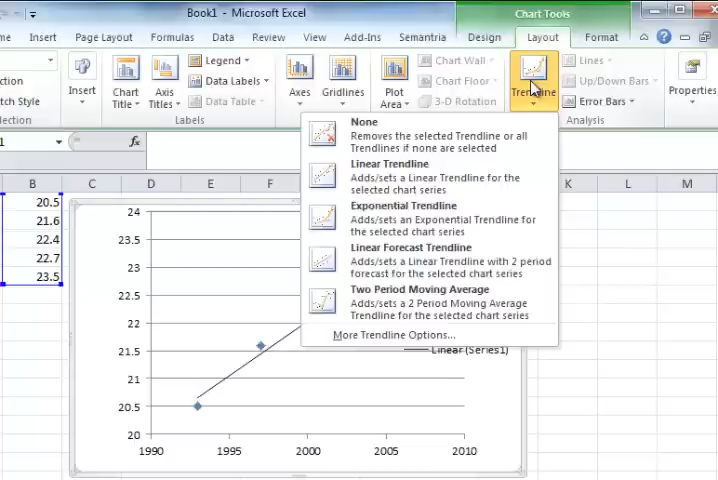 Book1 - Microsoft Excel
Chart Tools
me Insert Page Layout Formulas Data Review View Add-Ins Semantria Design Layout Format
ction
tch Style
lection
Insert
Chart Title
Axis Titles
Legend
Data Labels
Data Table
Labels
Axes
Gridlines
Plot Area
Chart Wall
Chart Floor
3-D Rotation
Trendline
Lines
Up/Down Bars
Error Bars
Analysis
Properties
1
fx
None
Removes the selected Trendline or all
Trendlines if none are selected
Linear Trendline
Adds/sets a Linear Trendline for the
selected chart series
Exponential Trendline
Adds/sets an Exponential Trendline for
the selected chart series
Linear Forecast Trendline
Adds/sets a Linear Trendline with 2 period
forecast for the selected chart series
Two Period Moving Average
Adds/sets a 2 Period Moving Average
Trendline for the selected chart series
More Trendline Options...
B C D E F K L M
20.5
21.6
22.4
22.7
23.5
24
23.5
23
22.5
22
21.5
21
20.5
20
1990 1995 2000 2005 2010
Linear (Series1)